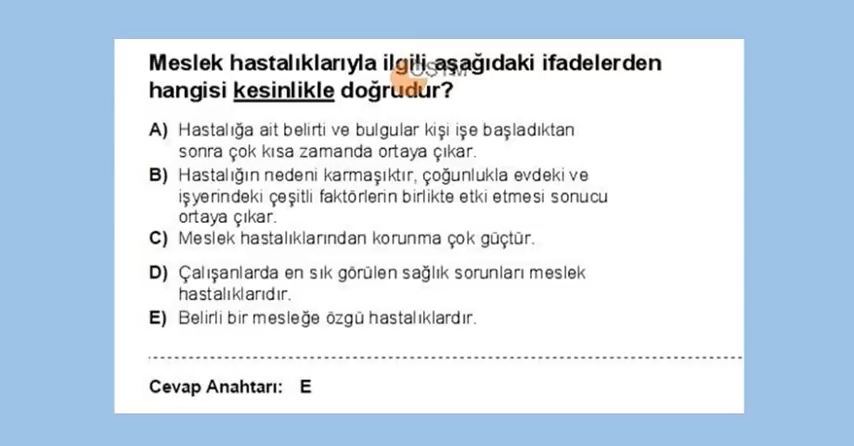 Meslek hastalıklarıyla ilgili aşağıdaki ifadelerden
hangisi kesinlikle doğrudur?
A) Hastalığa ait belirti ve bulgular kişi işe başladıktan
sonra çok kısa zamanda ortaya çıkar.
B) Hastalığın nedeni karmaşıktır, çoğunlukla evdeki ve
işyerindeki çeşitli faktörlerin birlikte etki etmesi sonucu
ortaya çıkar.
C) Meslek hastalıklarından korunma çok güçtür.
D) Çalışanlarda en sık görülen sağlık sorunları meslek
hastalıklarıdır.
E) Belirli bir mesleğe özgü hastalıklardır.
Cevap Anahtarı: E